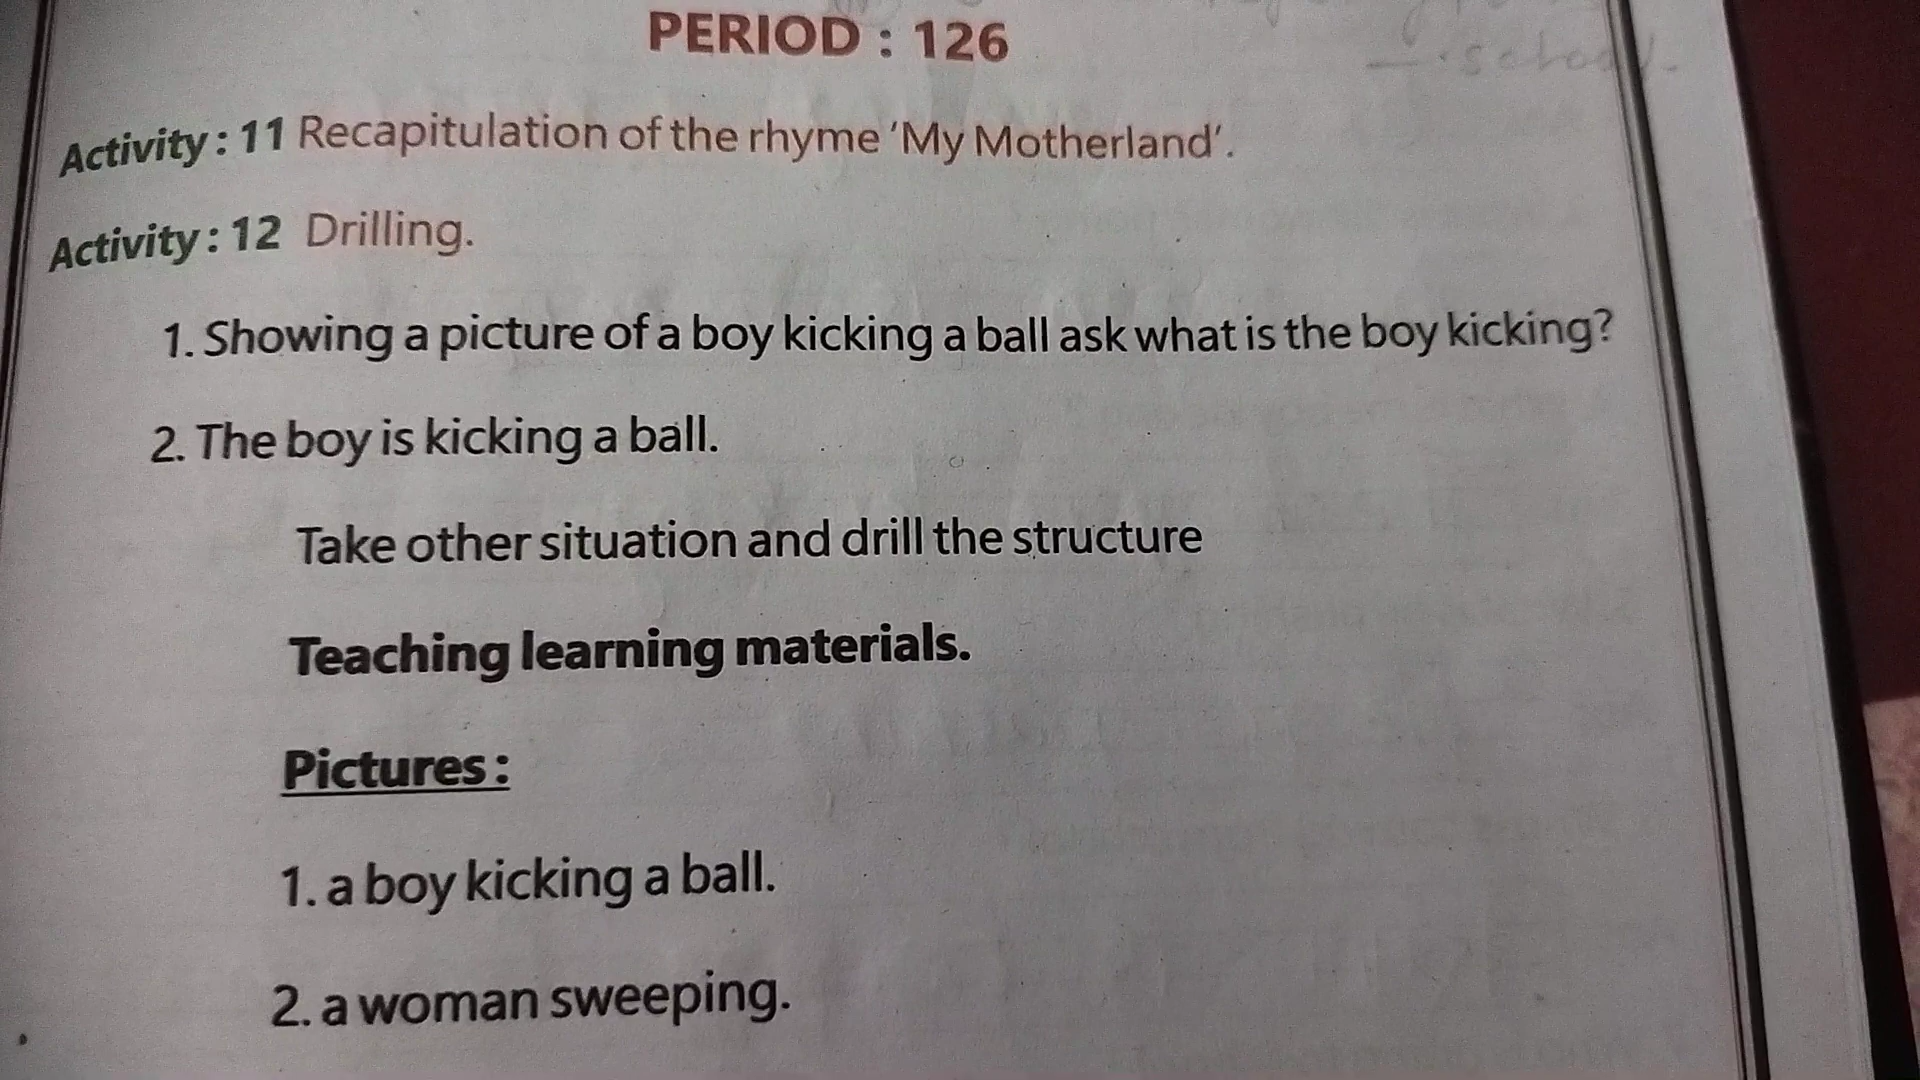 PERIOD : 126
school.
Activity : 11 Recapitulation of the rhyme 'My Motherland'.
Activity : 12 Drilling.
1. Showing a picture of a boy kicking a ball ask what is the boy kicking?
2. The boy is kicking a ball.
Take other situation and drill the structure
Teaching learning materials.
Pictures :
1. a boy kicking a ball.
2. a woman sweeping.